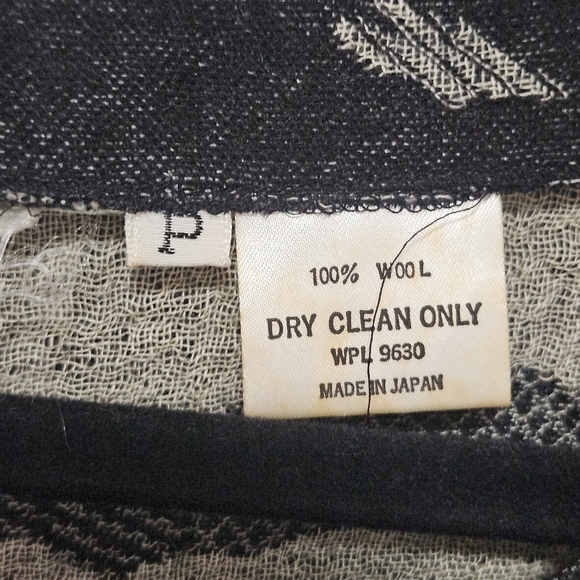 100% WOOL
DRY CLEAN ONLY
WPL 9630
MADE IN JAPAN